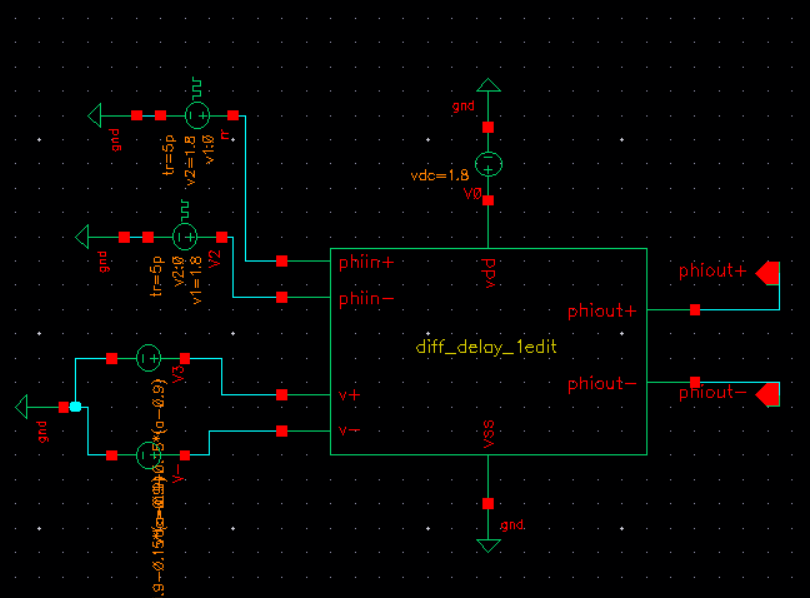 gnd
tr=5p
v2=1.8
v1:0
gnd
vdc=1.8
V0
gnd
tr=5p
v2:0
v1=1.8
V2
phiin+
phiin-
vdd
phiout+
phiout+
diff_delay_1edit
V3
v+
phiout-
phiout-
gnd
vss
V-
gnd